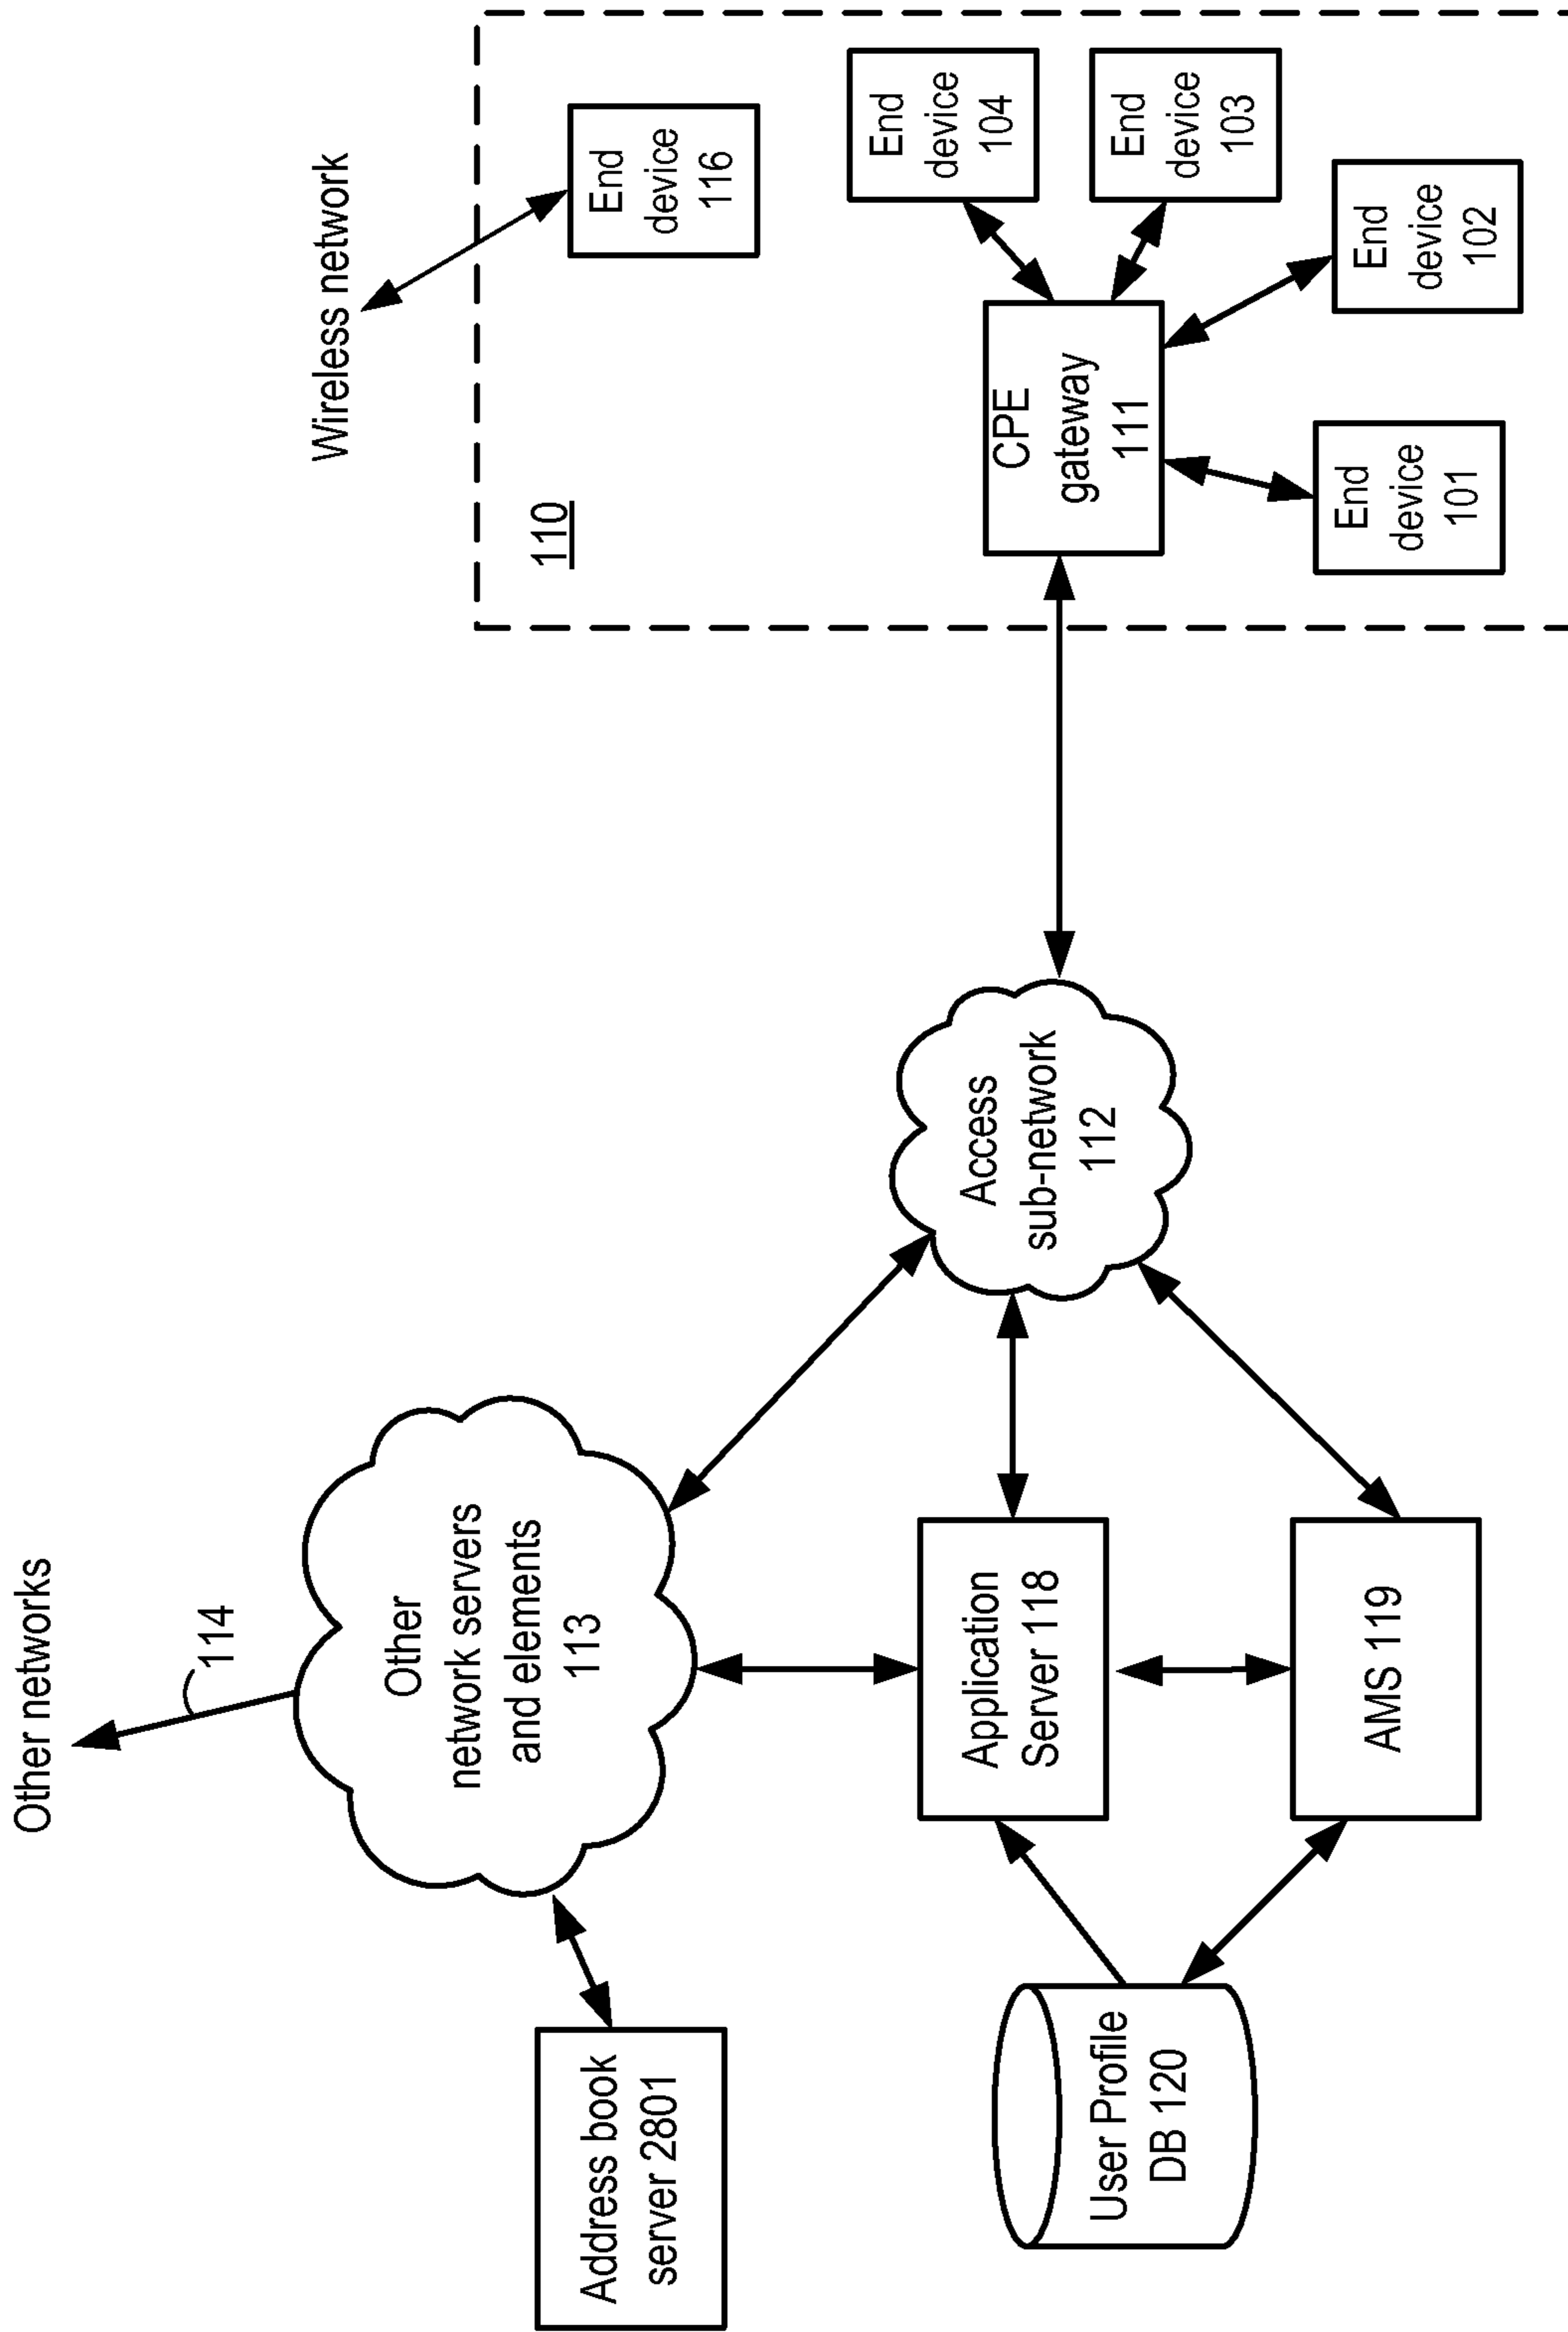 Other networks
114
Wireless network
Other
network servers
and elements
113
Address book
server 2801
110
End
device
116
Access
sub-network
112
CPE
gateway
111
End
device
104
End
device
103
End
device
102
End
device
101
Application
Server 118
User Profile
DB 120
AMS 119